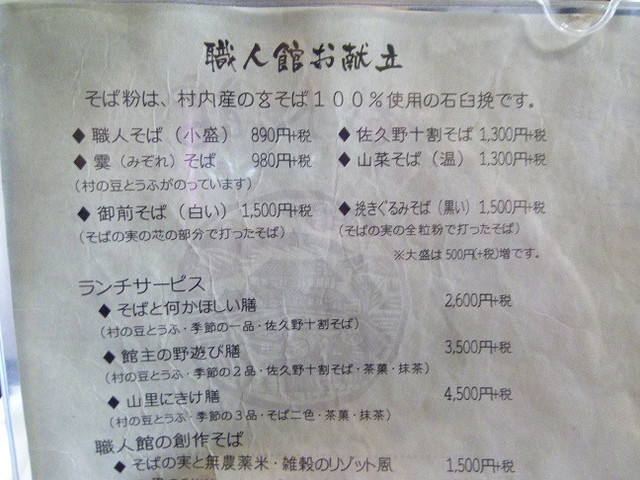 職人館お献立
そば粉は、村内産の玄そば１００％使用の石臼挽です。
◆ 職人そば（小盛） 890円+税 ◆ 佐久野十割そば 1,300円+税
◆ 霙（みぞれ）そば 980円+税 ◆ 山菜そば（温） 1,300円+税
（村の豆とうふがのっています）
◆ 御前そば（白い） 1,500円+税 ◆ 挽きぐるみそば（黒い） 1,500円+税
（そばの実の芯の部分で打ったそば） （そばの実の全粒粉で打ったそば）
※大盛は500円(+税)増です。
ランチサービス
◆ そばと何かほしい膳 2,600円+税
（村の豆とうふ・季節の一品・佐久野十割そば）
◆ 館主の野遊び膳 3,500円+税
（村の豆とうふ・季節の２品・佐久野十割そば・茶菓・抹茶）
◆ 山里にきけ膳 4,500円+税
（村の豆とうふ・季節の３品・そば二色・茶菓・抹茶）
職人館の創作そば
◆ そばの実と無農薬米・雑穀のリゾット風 1,500円+税